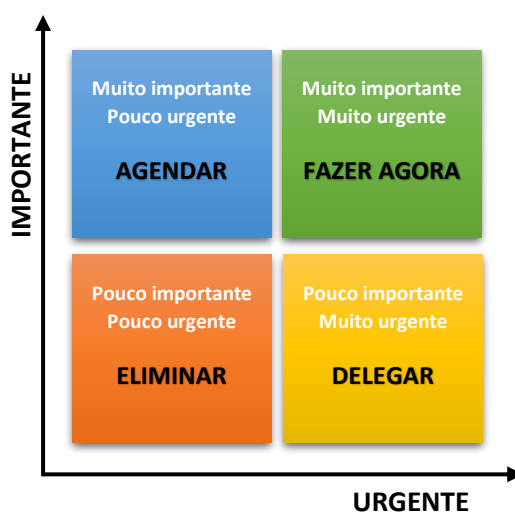 IMPORTANTE
Muito importante
Pouco urgente
AGENDAR
Muito importante
Muito urgente
FAZER AGORA
Pouco importante
Pouco urgente
ELIMINAR
Pouco importante
Muito urgente
DELEGAR
URGENTE